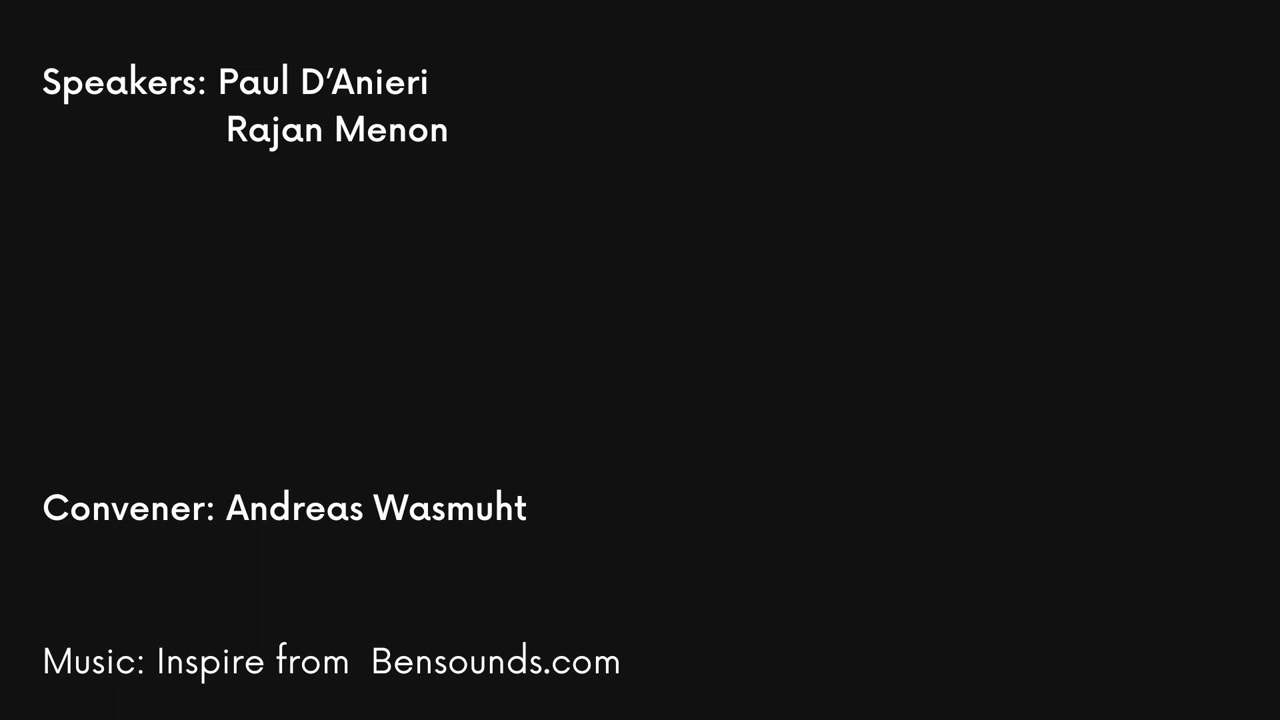 Speakers: Paul D’Anieri
Rajan Menon
Convener: Andreas Wasmuht
Music: Inspire from  Bensounds.com